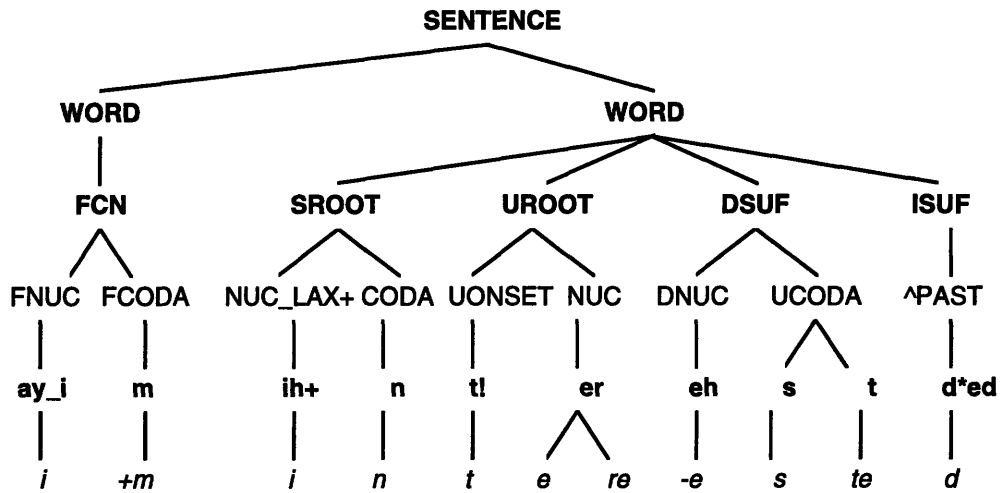 SENTENCE
WORD WORD
FCN SROOT UROOT DSUF ISUF
FNUC FCODA NUC_LAX+ CODA UONSET NUC DNUC UCODA ^PAST
ay_i m ih+ n t! er eh s t d*ed
i +m i n t e re -e s te d